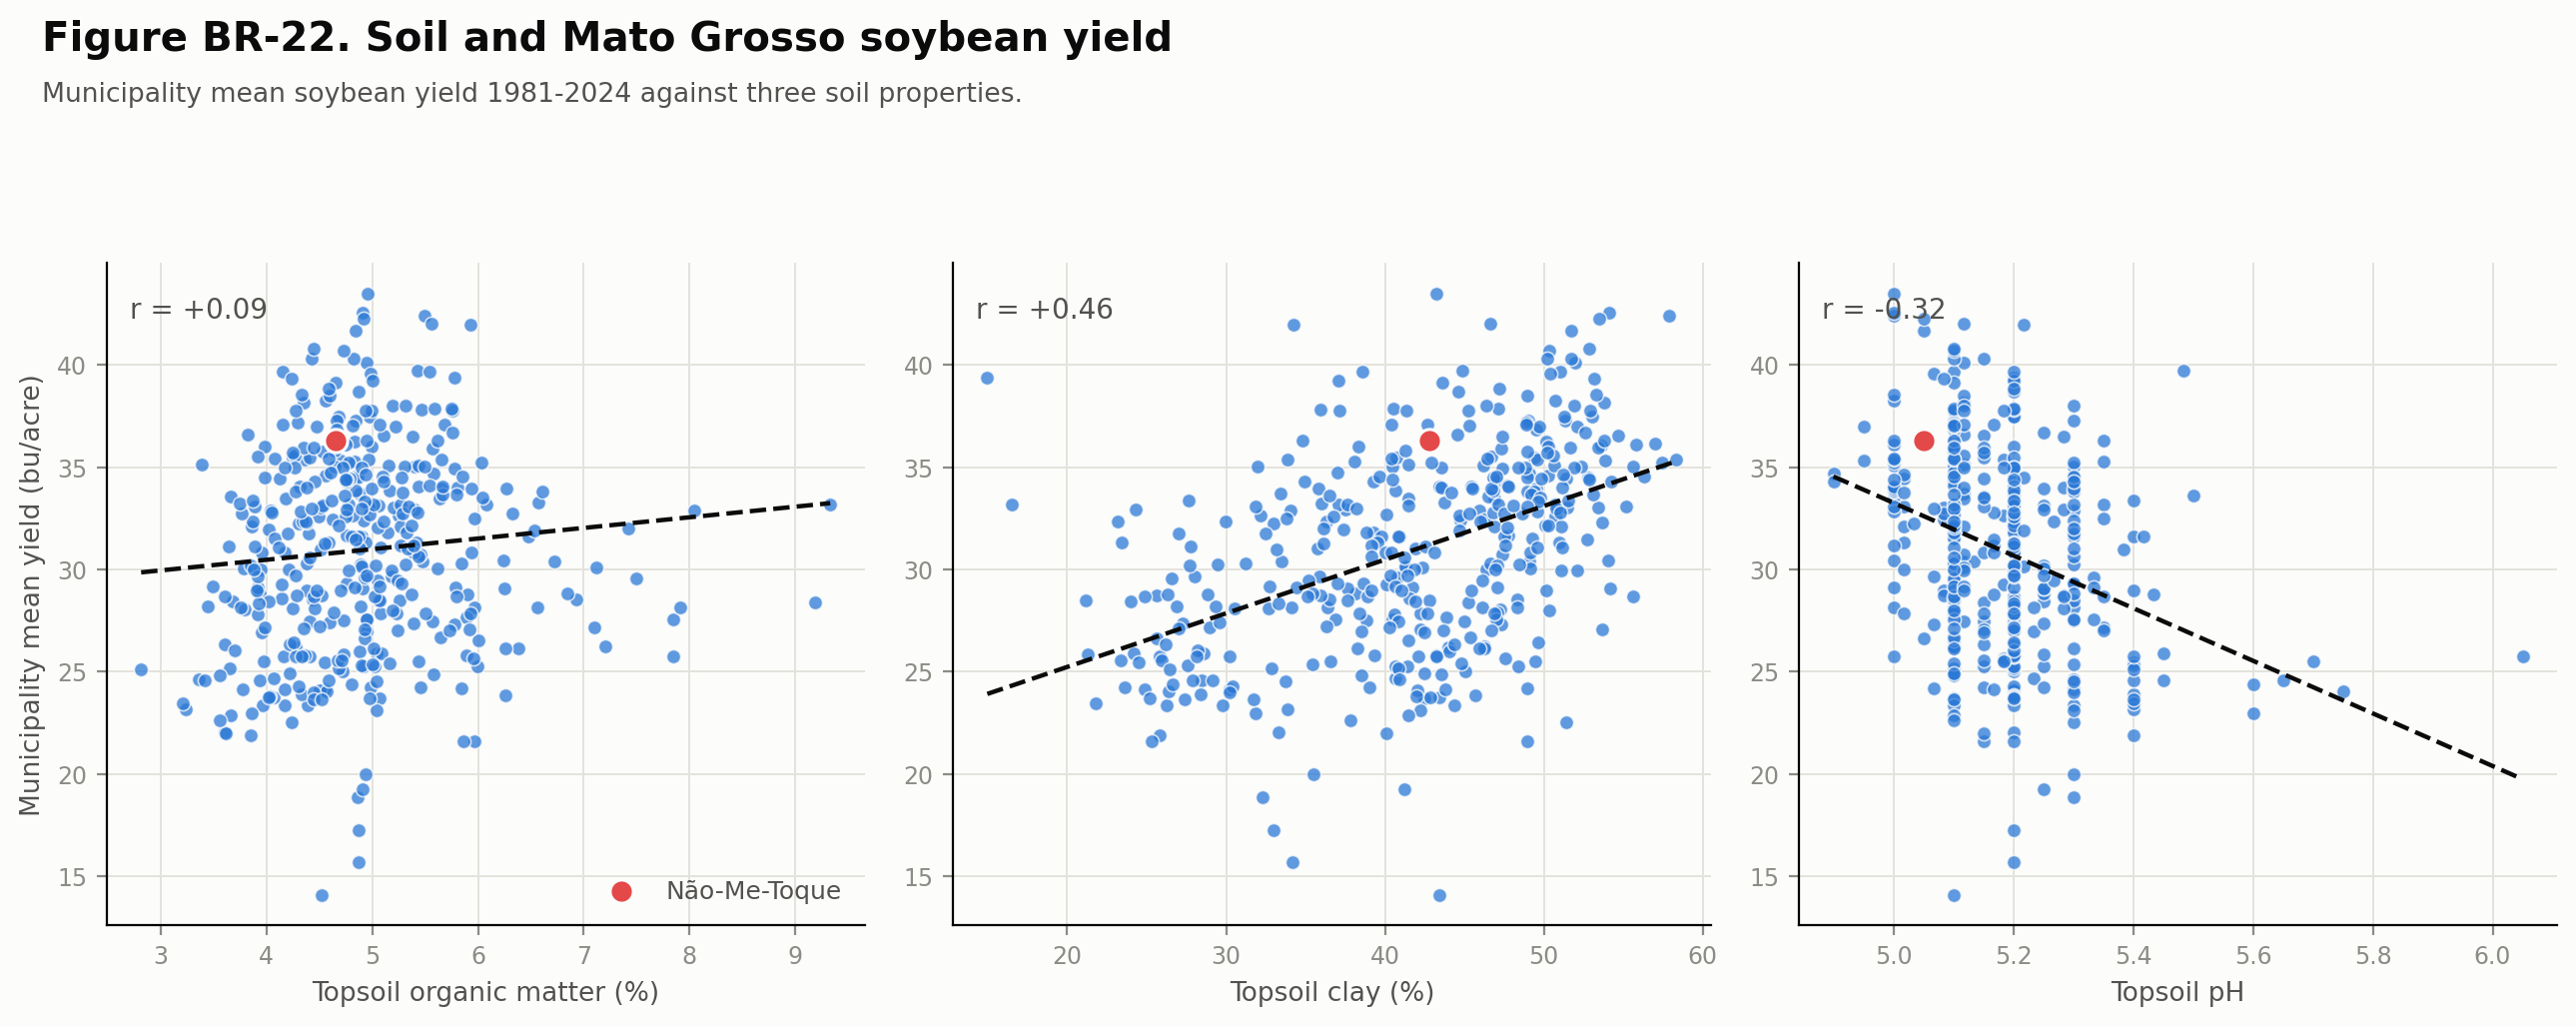 Figure BR-22. Soil and Mato Grosso soybean yield
Municipality mean soybean yield 1981-2024 against three soil properties.
Municipality mean yield (bu/acre)
r = +0.09
40
35
30
25
20
15
Não-Me-Toque
3 4 5 6 7 8 9
Topsoil organic matter (%)
r = +0.46
40
35
30
25
20
15
20 30 40 50 60
Topsoil clay (%)
r = -0.32
40
35
30
25
20
15
5.0 5.2 5.4 5.6 5.8 6.0
Topsoil pH